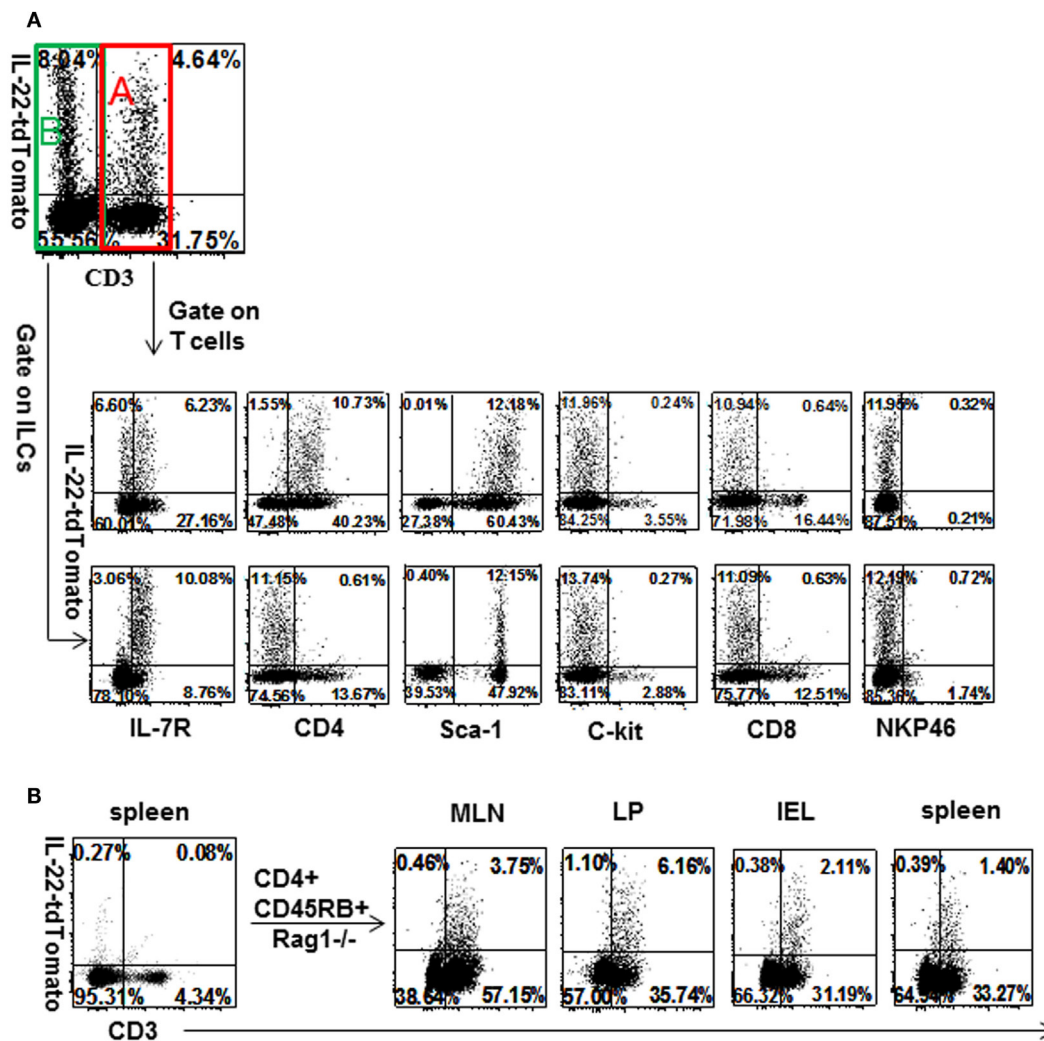 A
IL-22-tdTomato
8.04% 4.64%
A
B
55.56% 31.75%
CD3
Gate on
T cells
Gate on ILCs
IL-22-tdTomato
6.60% 6.23% 1.55% 10.73% 0.01% 12.18% 11.96% 0.24% 10.94% 0.64% 11.95% 0.32%
60.01% 27.16% 47.48% 40.23% 27.38% 60.43% 84.25% 3.55% 71.98% 16.44% 87.51% 0.21%
3.06% 10.08% 11.15% 0.61% 0.40% 12.15% 13.74% 0.27% 11.09% 0.63% 12.19% 0.72%
78.10% 8.76% 74.56% 13.67% 39.53% 47.92% 83.11% 2.88% 75.77% 12.51% 85.36% 1.74%
IL-7R CD4 Sca-1 C-kit CD8 NKP46
B
spleen MLN LP IEL spleen
IL-22-tdTomato
0.27% 0.08% 0.46% 3.75% 1.10% 6.16% 0.38% 2.11% 0.39% 1.40%
CD4+
CD45RB+
Rag1-/-
95.31% 4.34% 38.64% 57.15% 57.00% 35.74% 66.32% 31.19% 64.94% 33.27%
CD3